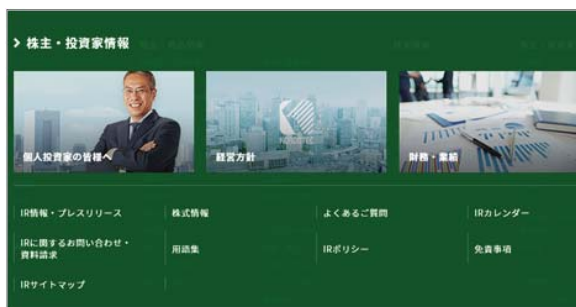 株主・投資家情報
個人投資家の皆様へ
経営方針
財務・業績
IR情報・プレスリリース
株式情報
よくあるご質問
IRカレンダー
IRに関するお問い合わせ・
資料請求
用語集
IRポリシー
免責事項
IRサイトマップ